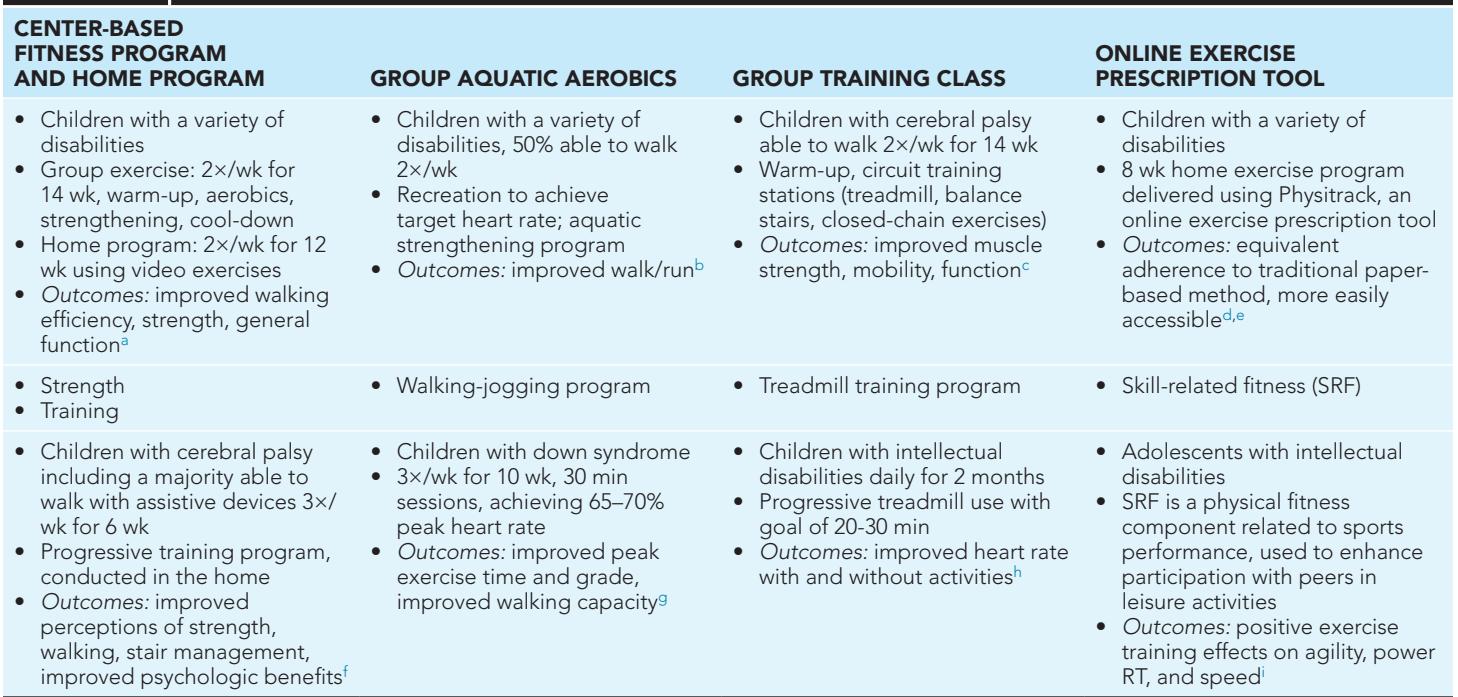 CENTER-BASED
FITNESS PROGRAM
AND HOME PROGRAM
GROUP AQUATIC AEROBICS
GROUP TRAINING CLASS
ONLINE EXERCISE
PRESCRIPTION TOOL
• Children with a variety of
disabilities
• Group exercise: 2×/wk for
14 wk, warm-up, aerobics,
strengthening, cool-down
• Home program: 2×/wk for 12
wk using video exercises
• Outcomes: improved walking
efficiency, strength, general
functionᵃ
• Children with a variety of
disabilities, 50% able to walk
2×/wk
• Recreation to achieve
target heart rate; aquatic
strengthening program
• Outcomes: improved walk/runᵇ
• Children with cerebral palsy
able to walk 2×/wk for 14 wk
• Warm-up, circuit training
stations (treadmill, balance
stairs, closed-chain exercises)
• Outcomes: improved muscle
strength, mobility, functionᶜ
• Children with a variety of
disabilities
• 8 wk home exercise program
delivered using Physitrack, an
online exercise prescription tool
• Outcomes: equivalent
adherence to traditional paper-
based method, more easily
accessibleᵈ,ᵉ
• Strength
• Training
• Walking-jogging program
• Treadmill training program
• Skill-related fitness (SRF)
• Children with cerebral palsy
including a majority able to
walk with assistive devices 3×/
wk for 6 wk
• Progressive training program,
conducted in the home
• Outcomes: improved
perceptions of strength,
walking, stair management,
improved psychologic benefitsᶠ
• Children with down syndrome
• 3×/wk for 10 wk, 30 min
sessions, achieving 65–70%
peak heart rate
• Outcomes: improved peak
exercise time and grade,
improved walking capacityᵍ
• Children with intellectual
disabilities daily for 2 months
• Progressive treadmill use with
goal of 20-30 min
• Outcomes: improved heart rate
with and without activitiesʰ
• Adolescents with intellectual
disabilities
• SRF is a physical fitness
component related to sports
performance, used to enhance
participation with peers in
leisure activities
• Outcomes: positive exercise
training effects on agility, power
RT, and speedⁱ